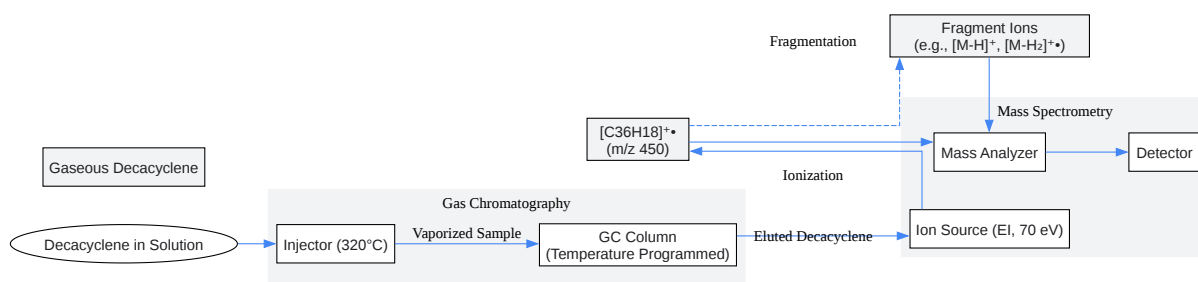 Fragment Ions
(e.g., [M-H]⁺, [M-H₂]⁺•)
Fragmentation
Mass Spectrometry
[C36H18]⁺•
(m/z 450)
Mass Analyzer
Detector
Gaseous Decacyclene
Ionization
Gas Chromatography
Ion Source (EI, 70 eV)
Decacyclene in Solution
Injector (320°C)
Vaporized Sample
GC Column
(Temperature Programmed)
Eluted Decacyclene